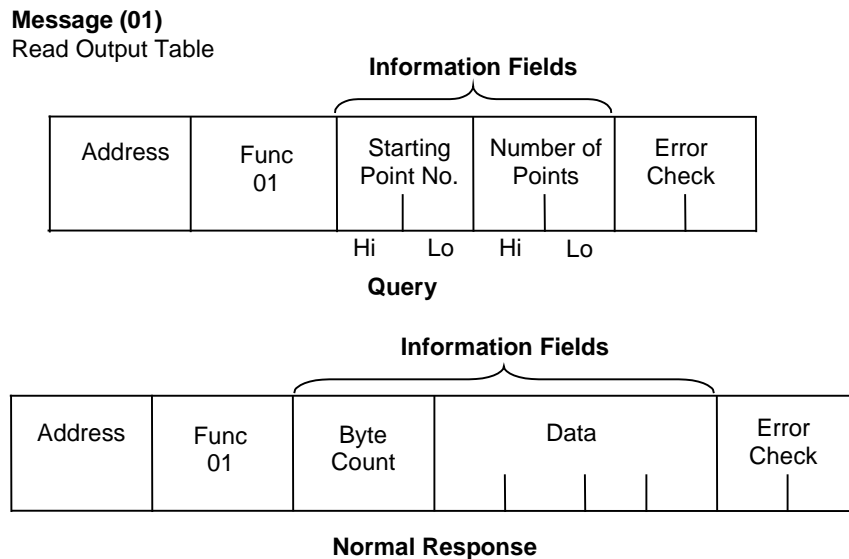 Message (01)
Read Output Table
Information Fields
Address
Func
01
Starting
Point No.
Number of
Points
Error
Check
Hi Lo Hi Lo
Query
Information Fields
Address
Func
01
Byte
Count
Data
Error
Check
Normal Response